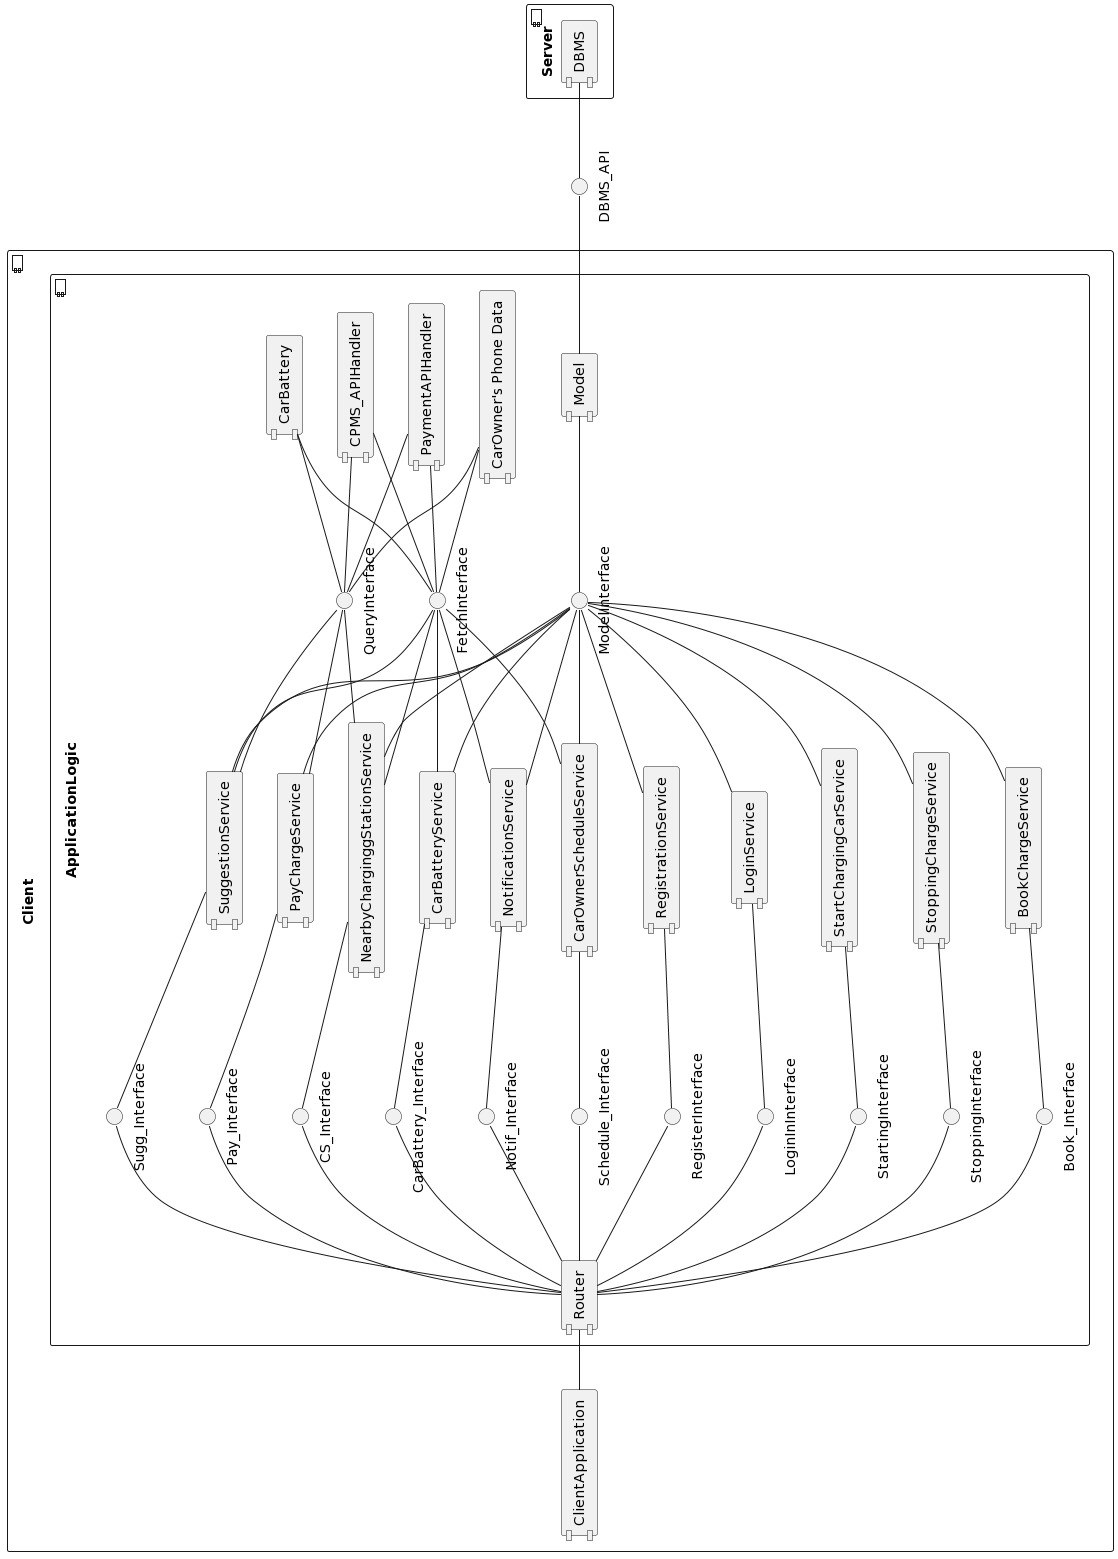 Server
DBMS
DBMS_API
Client
ApplicationLogic
CarBattery
CPMS_APIHandler
PaymentAPIHandler
CarOwner's Phone Data
Model
QueryInterface
FetchInterface
ModelInterface
SuggestionService
PayChargeService
NearbyCharginggStationService
CarBatteryService
NotificationService
CarOwnerScheduleService
RegistrationService
LoginService
StartChargingCarService
StoppingChargeService
BookChargeService
Sugg_Interface
Pay_Interface
CS_Interface
CarBattery_Interface
Notif_Interface
Schedule_Interface
RegisterInterface
LoginInInterface
StartingInterface
StoppingInterface
Book_Interface
Router
ClientApplication